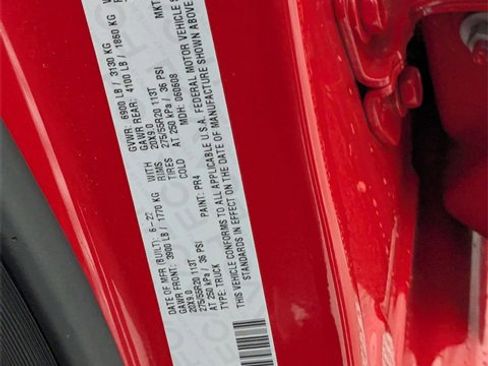 DATE OF MFR (BUILT): 6-22 GVWR: 6900 LB / 3130 KG
GAWR FRONT: 3900 LB / 1770 KG WITH GAWR REAR: 4100 LB / 1860 KG
20X9.0 RIMS 20X9.0
275/55R20 113T TIRES 275/55R20 113T
AT 250 kPa / 36 PSI COLD AT 250 kPa / 36 PSI
TYPE: TRUCK PAINT: PR4 MDH: 060608 MKT
THIS VEHICLE CONFORMS TO ALL APPLICABLE U.S.A. FEDERAL MOTOR VEHICLE
STANDARDS IN EFFECT ON THE DATE OF MANUFACTURE SHOWN ABOVE.